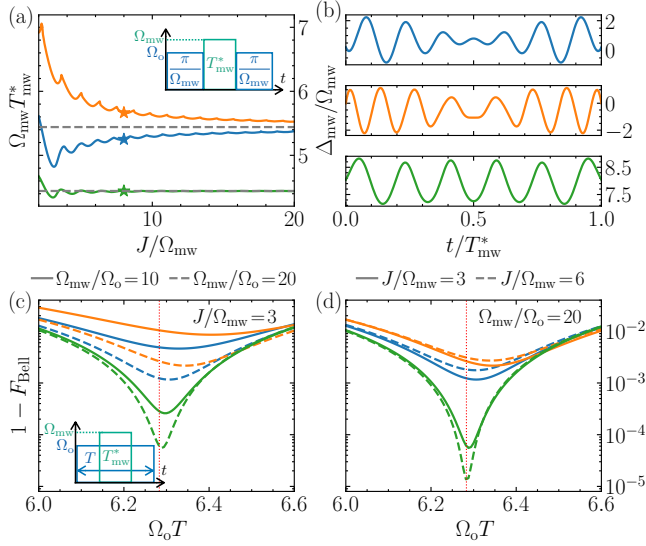 (a)
(b)
Ω_mw T*_mw
7
6
5
Ω_mw
Ω_o
π/Ω_mw
T*_mw
π/Ω_mw
t
10
20
J/Ω_mw
2
0
0
−2
8.5
7.5
Δ_mw/Ω_mw
0.0
0.5
1.0
t/T*_mw
Ω_mw/Ω_o=10
Ω_mw/Ω_o=20
J/Ω_mw=3
J/Ω_mw=6
(c)
J/Ω_mw=3
(d)
Ω_mw/Ω_o=20
1 − F_Bell
Ω_mw
Ω_o
T
T*_mw
t
10^−2
10^−3
10^−4
10^−5
6.0
6.2
6.4
6.6
6.0
6.2
6.4
6.6
Ω_o T
Ω_o T